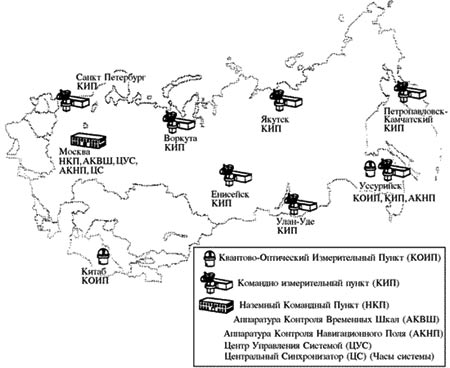 Санкт Петербург
КИП
Москва
НКП, АКВШ, ЦУС,
АКНП, ЦС
Воркута
КИП
Якутск
КИП
Петропавловск-
Камчатский
КИП
Енисейск
КИП
Улан-Уде
КИП
Уссурийск
КОИП, КИП, АКНП
Китаб
КОИП
Квантово-Оптический Измерительный Пункт (КОИП)
Командно измерительный пункт (КИП)
Наземный Командный Пункт (НКП)
Аппаратура Контроля Временных Шкал (АКВШ)
Аппаратура Контроля Навигационного Поля (АКНП)
Центр Управления Системой (ЦУС)
Центральный Синхронизатор (ЦС) (Часы системы)